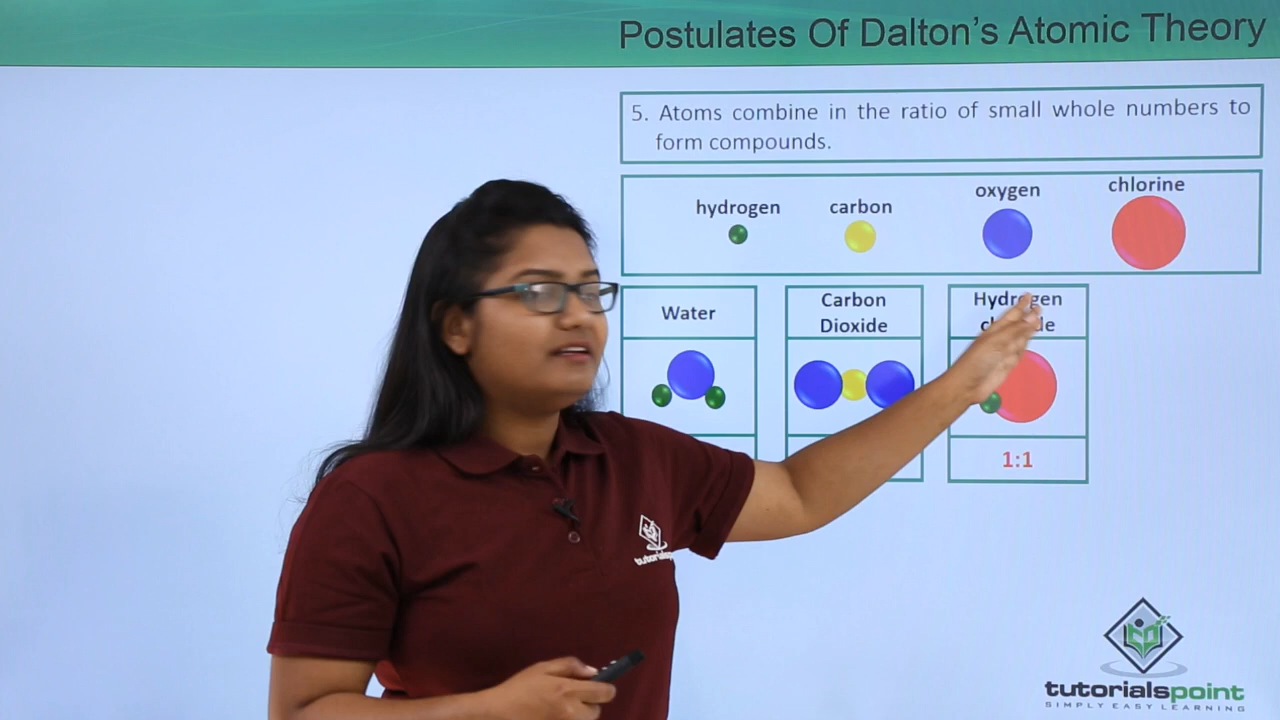 Postulates Of Dalton's Atomic Theory
5. Atoms combine in the ratio of small whole numbers to
form compounds.
hydrogen
carbon
oxygen
chlorine
Water
Carbon
Dioxide
Hydrogen
1:1
tutorialspoint
SIMPLY EASY LEARNING